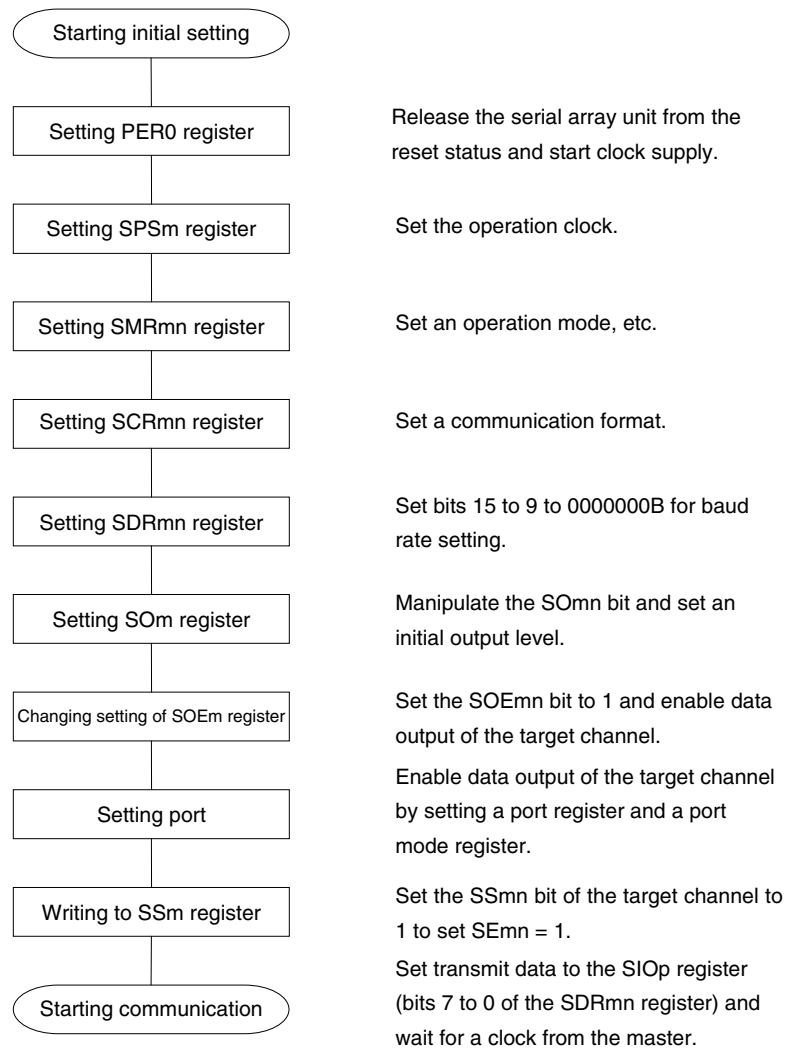 Starting initial setting
Setting PER0 register
Release the serial array unit from the
reset status and start clock supply.
Setting SPSm register
Set the operation clock.
Setting SMRmn register
Set an operation mode, etc.
Setting SCRmn register
Set a communication format.
Setting SDRmn register
Set bits 15 to 9 to 0000000B for baud
rate setting.
Setting SOm register
Manipulate the SOmn bit and set an
initial output level.
Changing setting of SOEm register
Set the SOEmn bit to 1 and enable data
output of the target channel.
Setting port
Enable data output of the target channel
by setting a port register and a port
mode register.
Writing to SSm register
Set the SSmn bit of the target channel to
1 to set SEmn = 1.
Starting communication
Set transmit data to the SIOp register
(bits 7 to 0 of the SDRmn register) and
wait for a clock from the master.